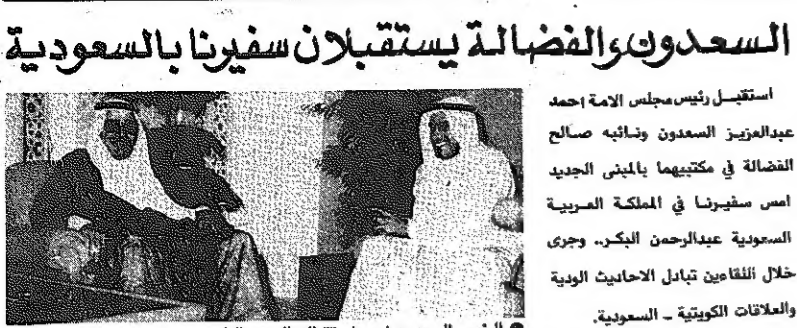 السعدون والفضالة يستقبلان سفيرنا بالسعودية
استقبل رئيس مجلس الامة احمد
عبدالعزيز السعدون ونائبه صالح
الفضالة في مكتبيهما بالمبنى الجديد
امس سفيرنا في المملكة العربية
السعودية عبدالرحمن البكر.. وجرى
خلال اللقاءين تبادل الاحاديث الودية
والعلاقات الكويتية - السعودية.